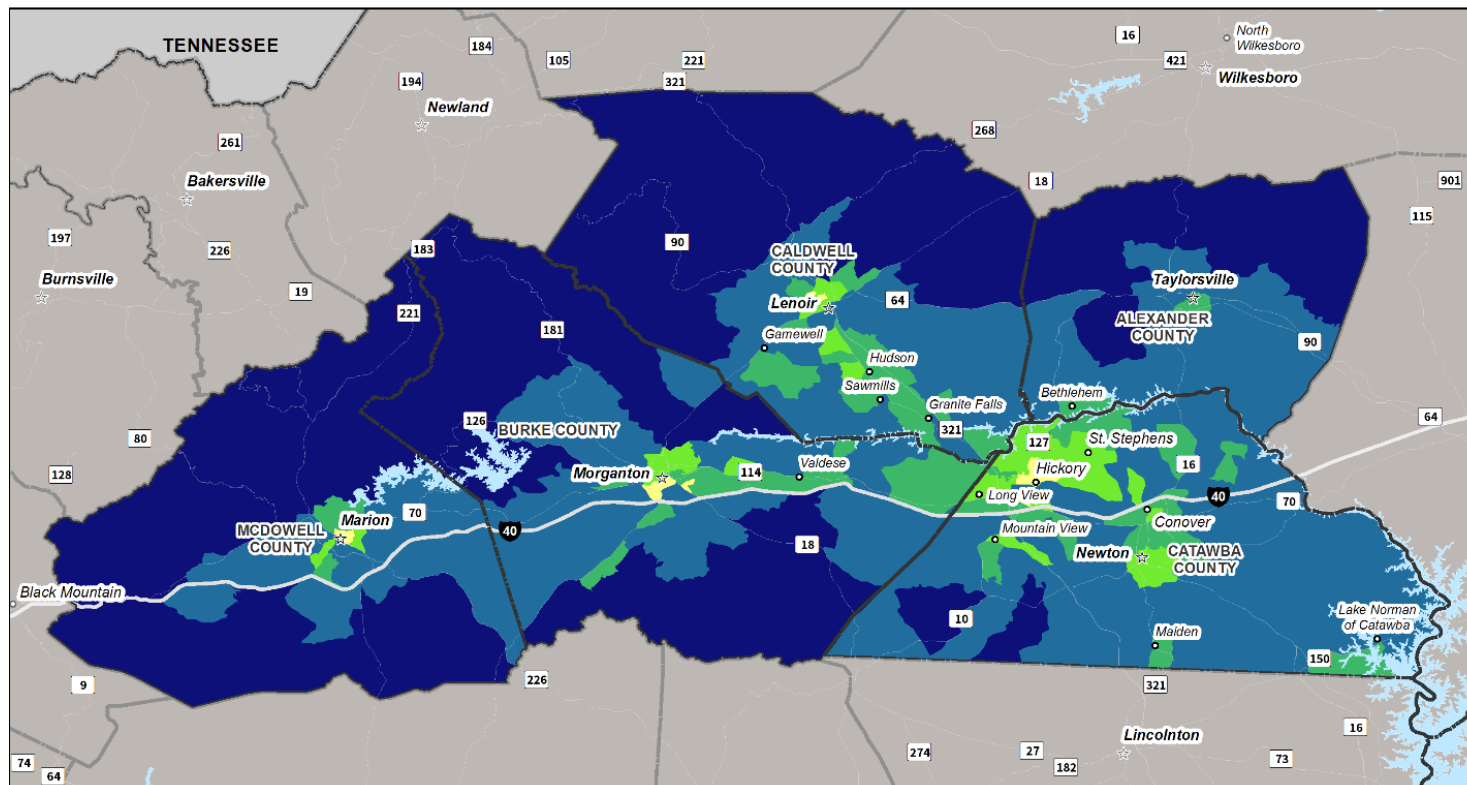 TENNESSEE
184
105
221
321
16
North
Wilkesboro
421
Wilkesboro
194
Newland
261
268
Bakersville
18
901
115
197
226
183
90
CALDWELL
COUNTY
Taylorsville
Burnsville
19
221
Lenoir
64
ALEXANDER
COUNTY
181
90
Gamewell
Hudson
Sawmills
Bethlehem
Granite Falls
126
BURKE COUNTY
321
127
St. Stephens
64
80
Morganton
114
Valdese
Hickory
16
128
Long View
40
70
MCDOWELL
COUNTY
Marion
70
40
18
Mountain View
Conover
Newton
CATAWBA
COUNTY
Black Mountain
10
Maiden
Lake Norman
of Catawba
150
9
226
321
16
Lincolnton
74
64
274
27
182
73